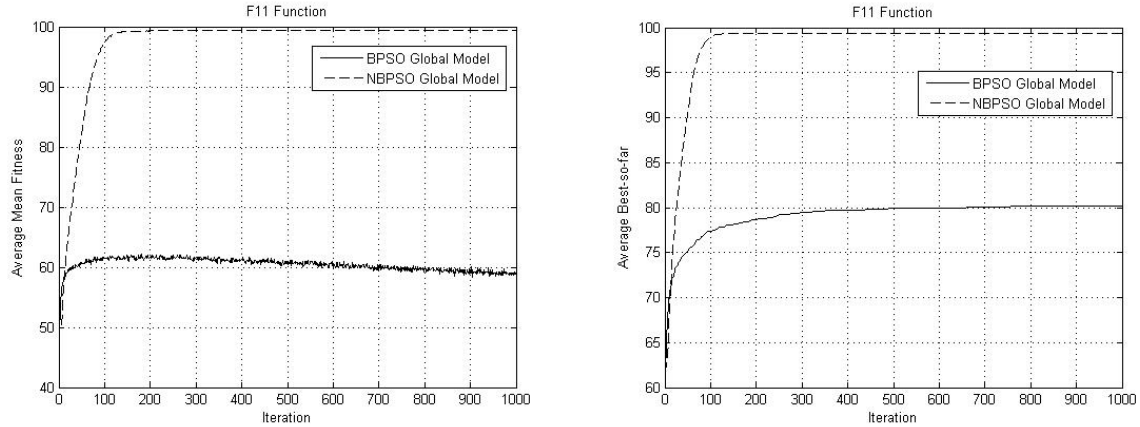 F11 Function
100
90
80
70
60
50
40
Average Mean Fitness
BPSO Global Model
NBPSO Global Model
0 100 200 300 400 500 600 700 800 900 1000
Iteration
F11 Function
100
95
90
85
80
75
70
65
60
Average Best-so-far
BPSO Global Model
NBPSO Global Model
0 100 200 300 400 500 600 700 800 900 1000
Iteration